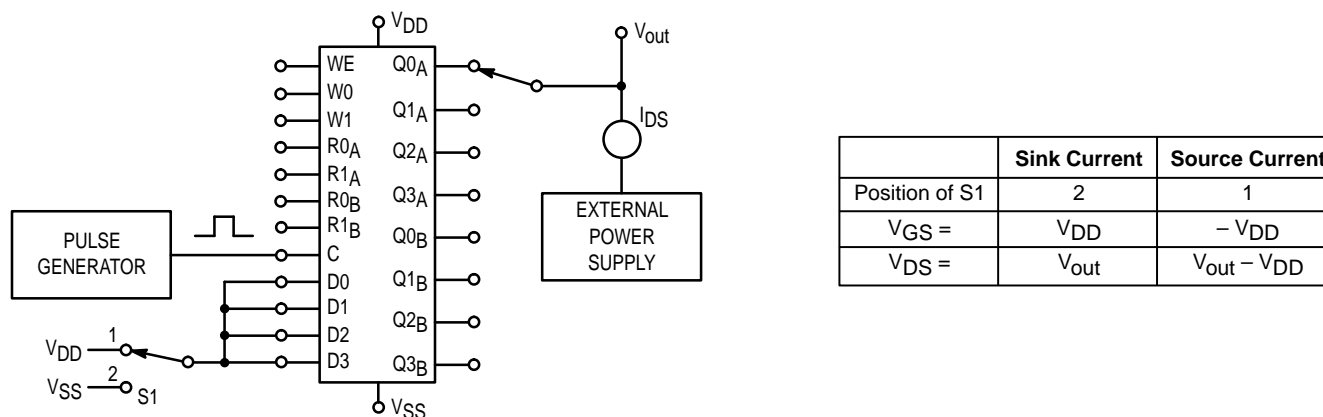 VDD
Vout
WE
W0
W1
R0A
R1A
R0B
R1B
C
D0
D1
D2
D3
Q0A
Q1A
Q2A
Q3A
Q0B
Q1B
Q2B
Q3B
VSS
PULSE
GENERATOR
VDD 1
VSS 2 S1
IDS
EXTERNAL
POWER
SUPPLY
Sink Current Source Current
Position of S1 2 1
VGS = VDD – VDD
VDS = Vout Vout – VDD